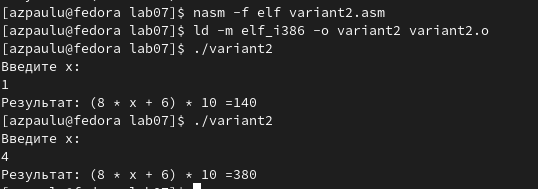 [azpaulu@fedora lab07]$ nasm -f elf variant2.asm
[azpaulu@fedora lab07]$ ld -m elf_i386 -o variant2 variant2.o
[azpaulu@fedora lab07]$ ./variant2
Введите x:
1
Результат: (8 * x + 6) * 10 =140
[azpaulu@fedora lab07]$ ./variant2
Введите x:
4
Результат: (8 * x + 6) * 10 =380